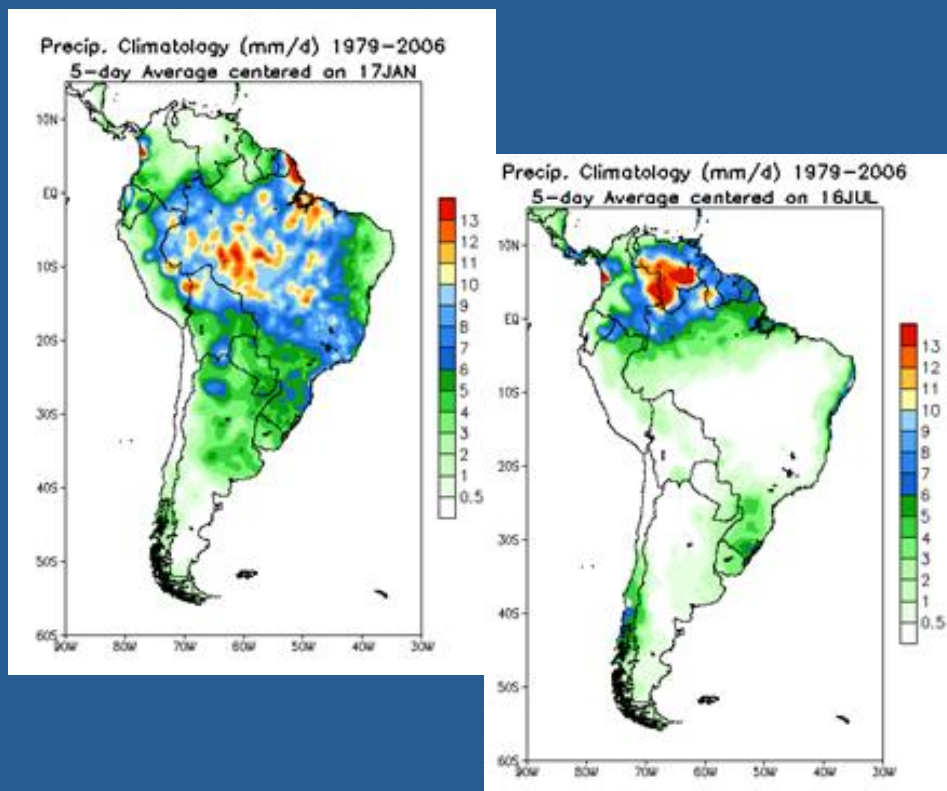 Precip. Climatology (mm/d) 1979-2006
5-day Average centered on 17JAN
10N
EQ
10S
20S
30S
40S
50S
60S
90W 80W 70W 60W 50W 40W 30W
13
12
11
10
9
8
7
6
5
4
3
2
1
0.5
Precip. Climatology (mm/d) 1979-2006
5-day Average centered on 16JUL
10N
EQ
10S
20S
30S
40S
50S
60S
90W 80W 70W 60W 50W 40W 30W
13
12
11
10
9
8
7
6
5
4
3
2
1
0.5